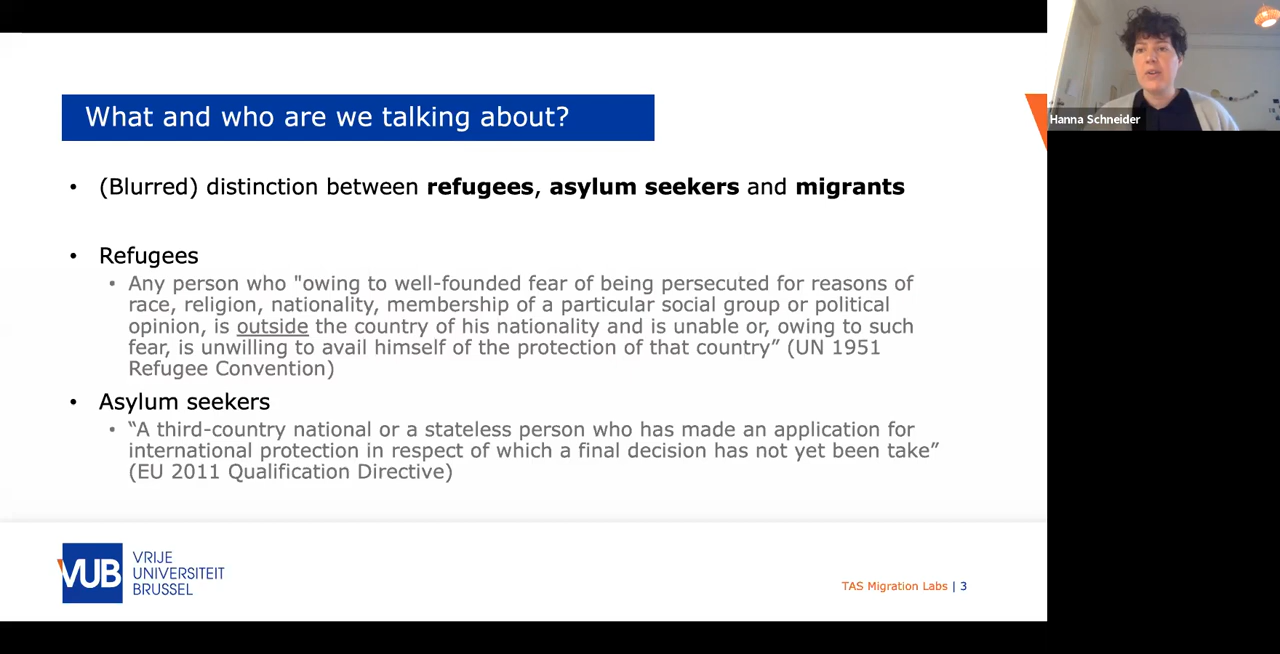 What and who are we talking about?
• (Blurred) distinction between refugees, asylum seekers and migrants
• Refugees
• Any person who "owing to well-founded fear of being persecuted for reasons of
race, religion, nationality, membership of a particular social group or political
opinion, is outside the country of his nationality and is unable or, owing to such
fear, is unwilling to avail himself of the protection of that country” (UN 1951
Refugee Convention)
• Asylum seekers
• “A third-country national or a stateless person who has made an application for
international protection in respect of which a final decision has not yet been take”
(EU 2011 Qualification Directive)
VUB
VRIJE
UNIVERSITEIT
BRUSSEL
TAS Migration Labs | 3
Hanna Schneider